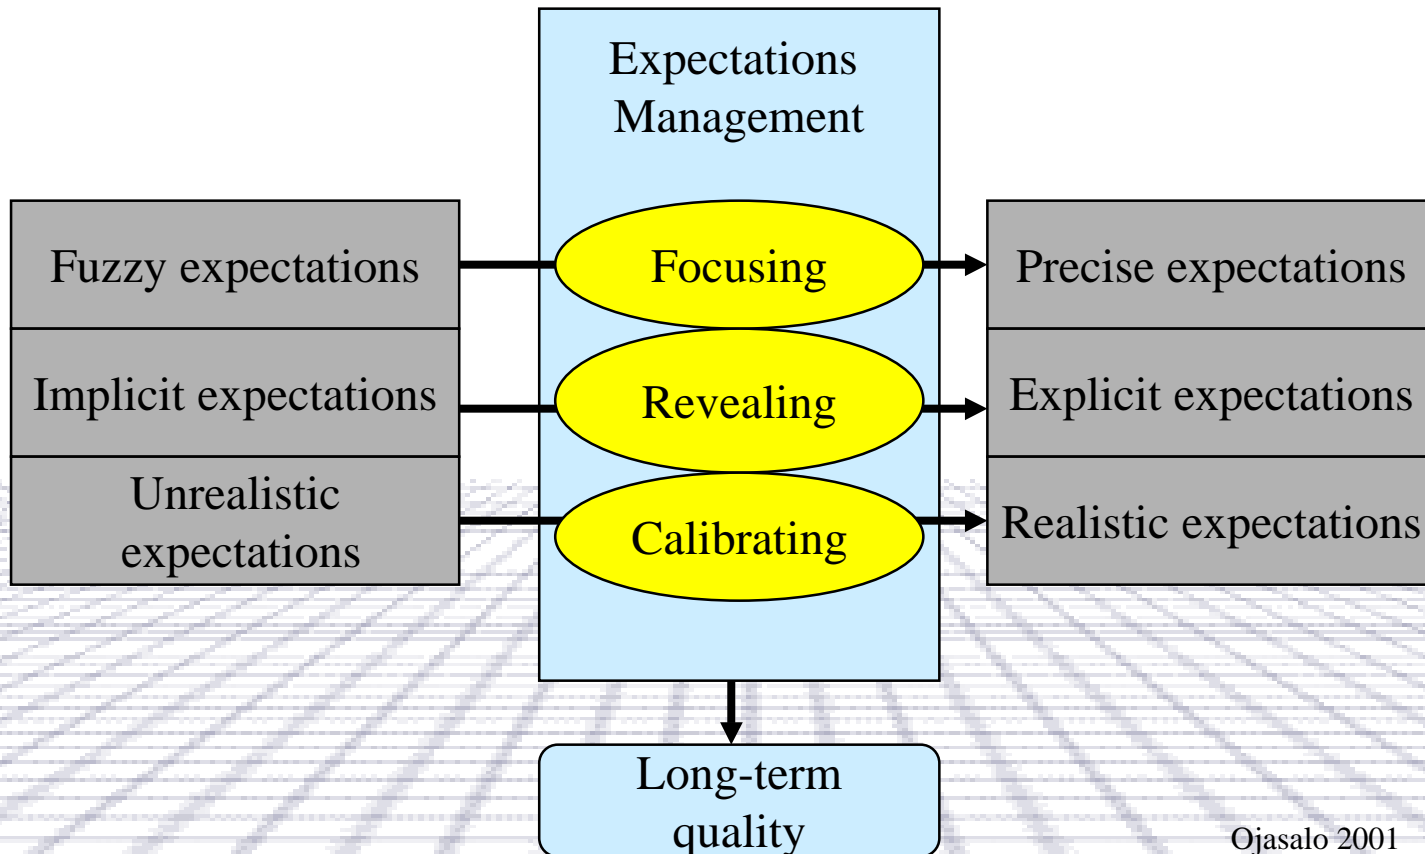 Expectations
Management
Fuzzy expectations
Focusing
Precise expectations
Implicit expectations
Revealing
Explicit expectations
Unrealistic
expectations
Calibrating
Realistic expectations
Long-term
quality
Ojasalo 2001